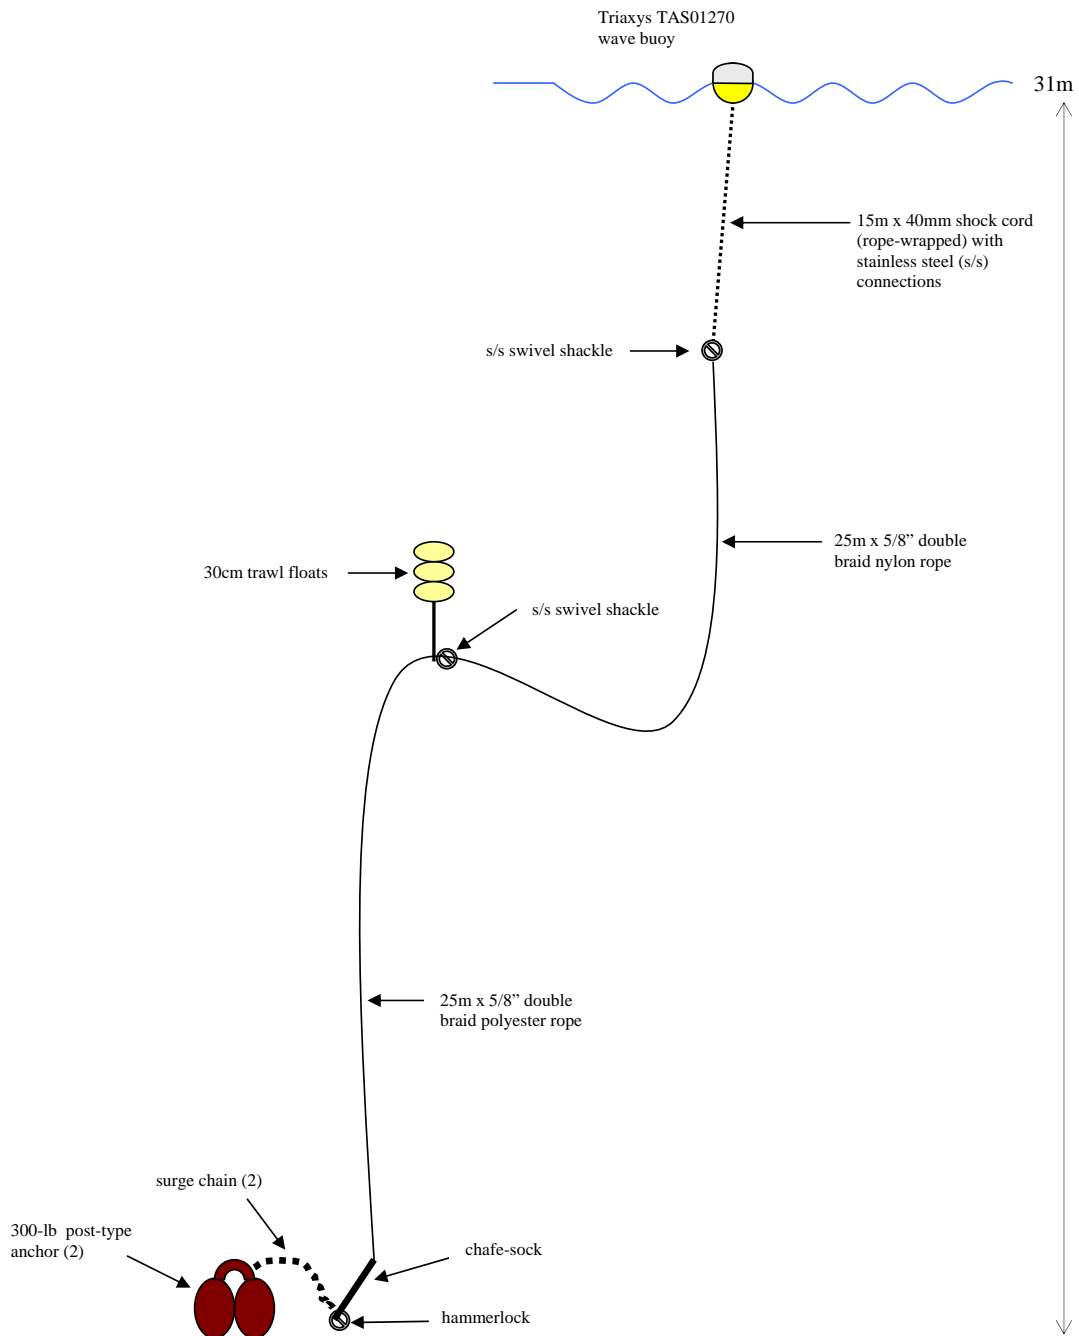 Triaxys TAS01270
wave buoy
31m
15m x 40mm shock cord
(rope-wrapped) with
stainless steel (s/s)
connections
s/s swivel shackle
25m x 5/8” double
braid nylon rope
30cm trawl floats
s/s swivel shackle
25m x 5/8” double
braid polyester rope
surge chain (2)
300-lb post-type
anchor (2)
chafe-sock
hammerlock